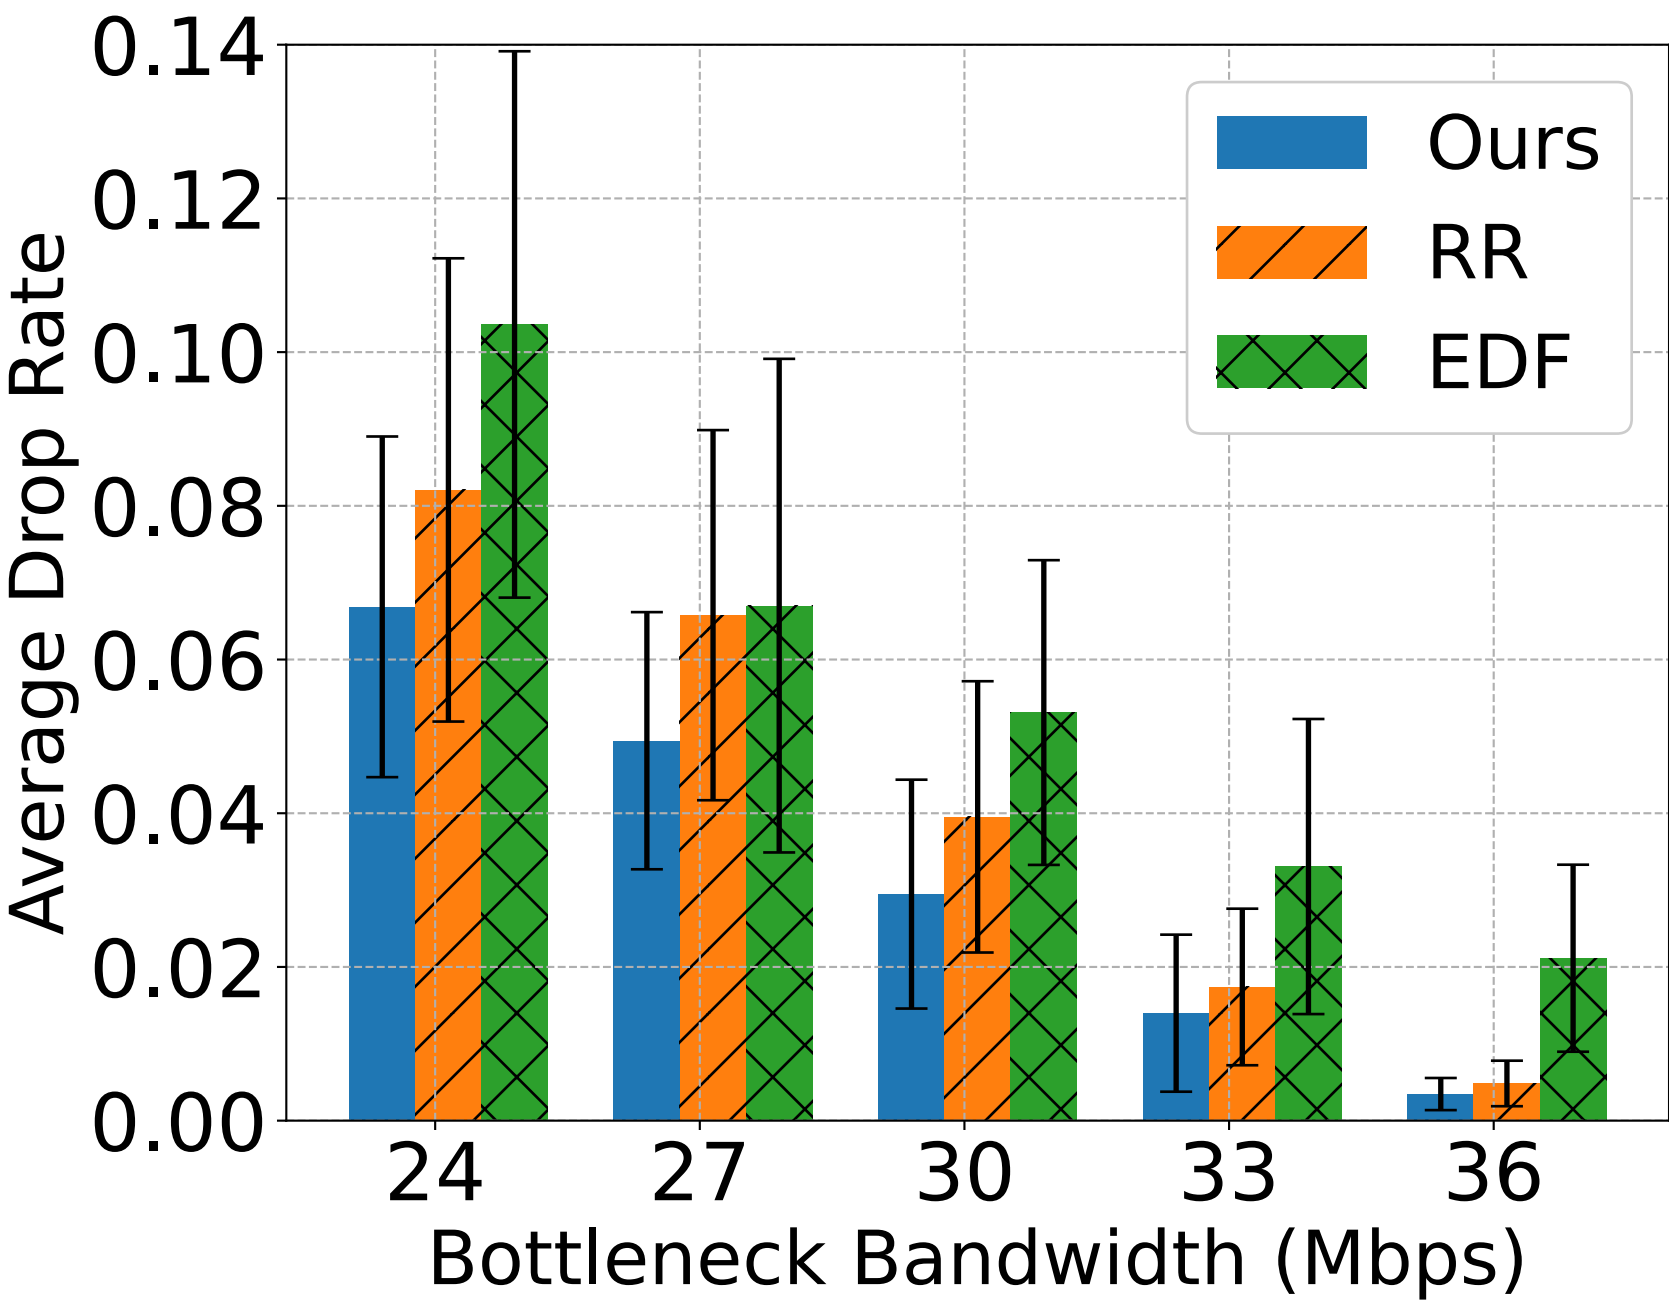 Average Drop Rate
0.14
0.12
0.10
0.08
0.06
0.04
0.02
0.00
Ours
RR
EDF
24 27 30 33 36
Bottleneck Bandwidth (Mbps)